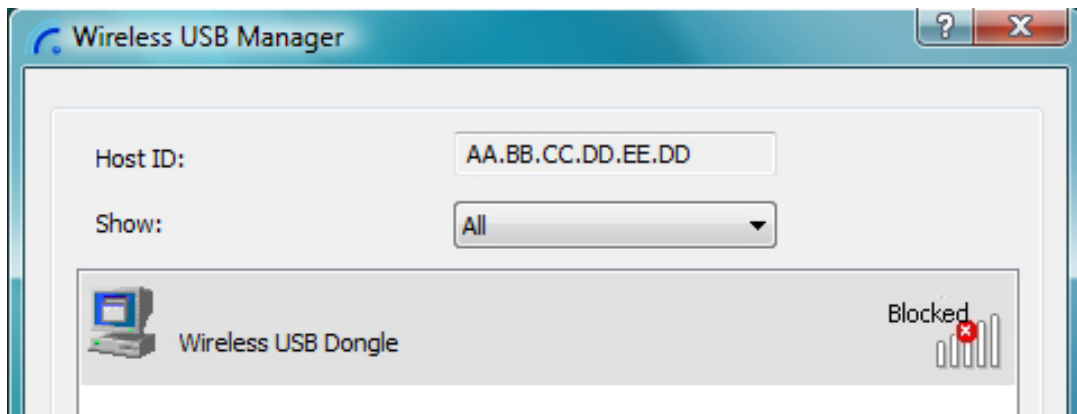 Wireless USB Manager
?
X
Host ID:
AA.BB.CC.DD.EE.DD
Show:
All
Blocked
Wireless USB Dongle